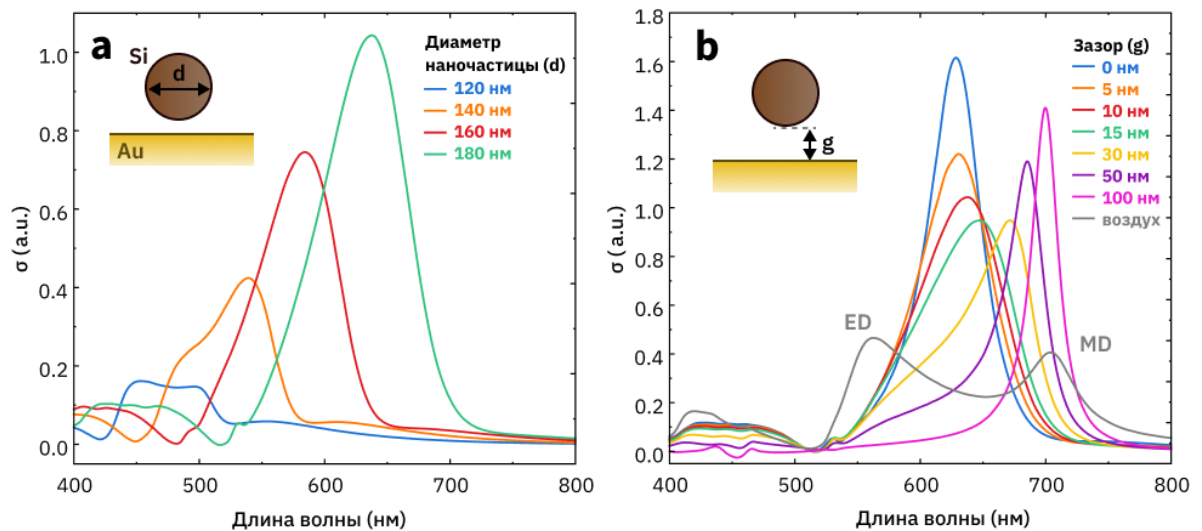 a
Si
d
Au
Диаметр
наночастицы (d)
120 нм
140 нм
160 нм
180 нм
σ (a.u.)
1.0
0.8
0.6
0.4
0.2
0.0
400
500
600
700
800
Длина волны (нм)
b
g
Зазор (g)
0 нм
5 нм
10 нм
15 нм
30 нм
50 нм
100 нм
воздух
ED
MD
σ (a.u.)
1.8
1.6
1.4
1.2
1.0
0.8
0.6
0.4
0.2
0.0
400
500
600
700
800
Длина волны (нм)